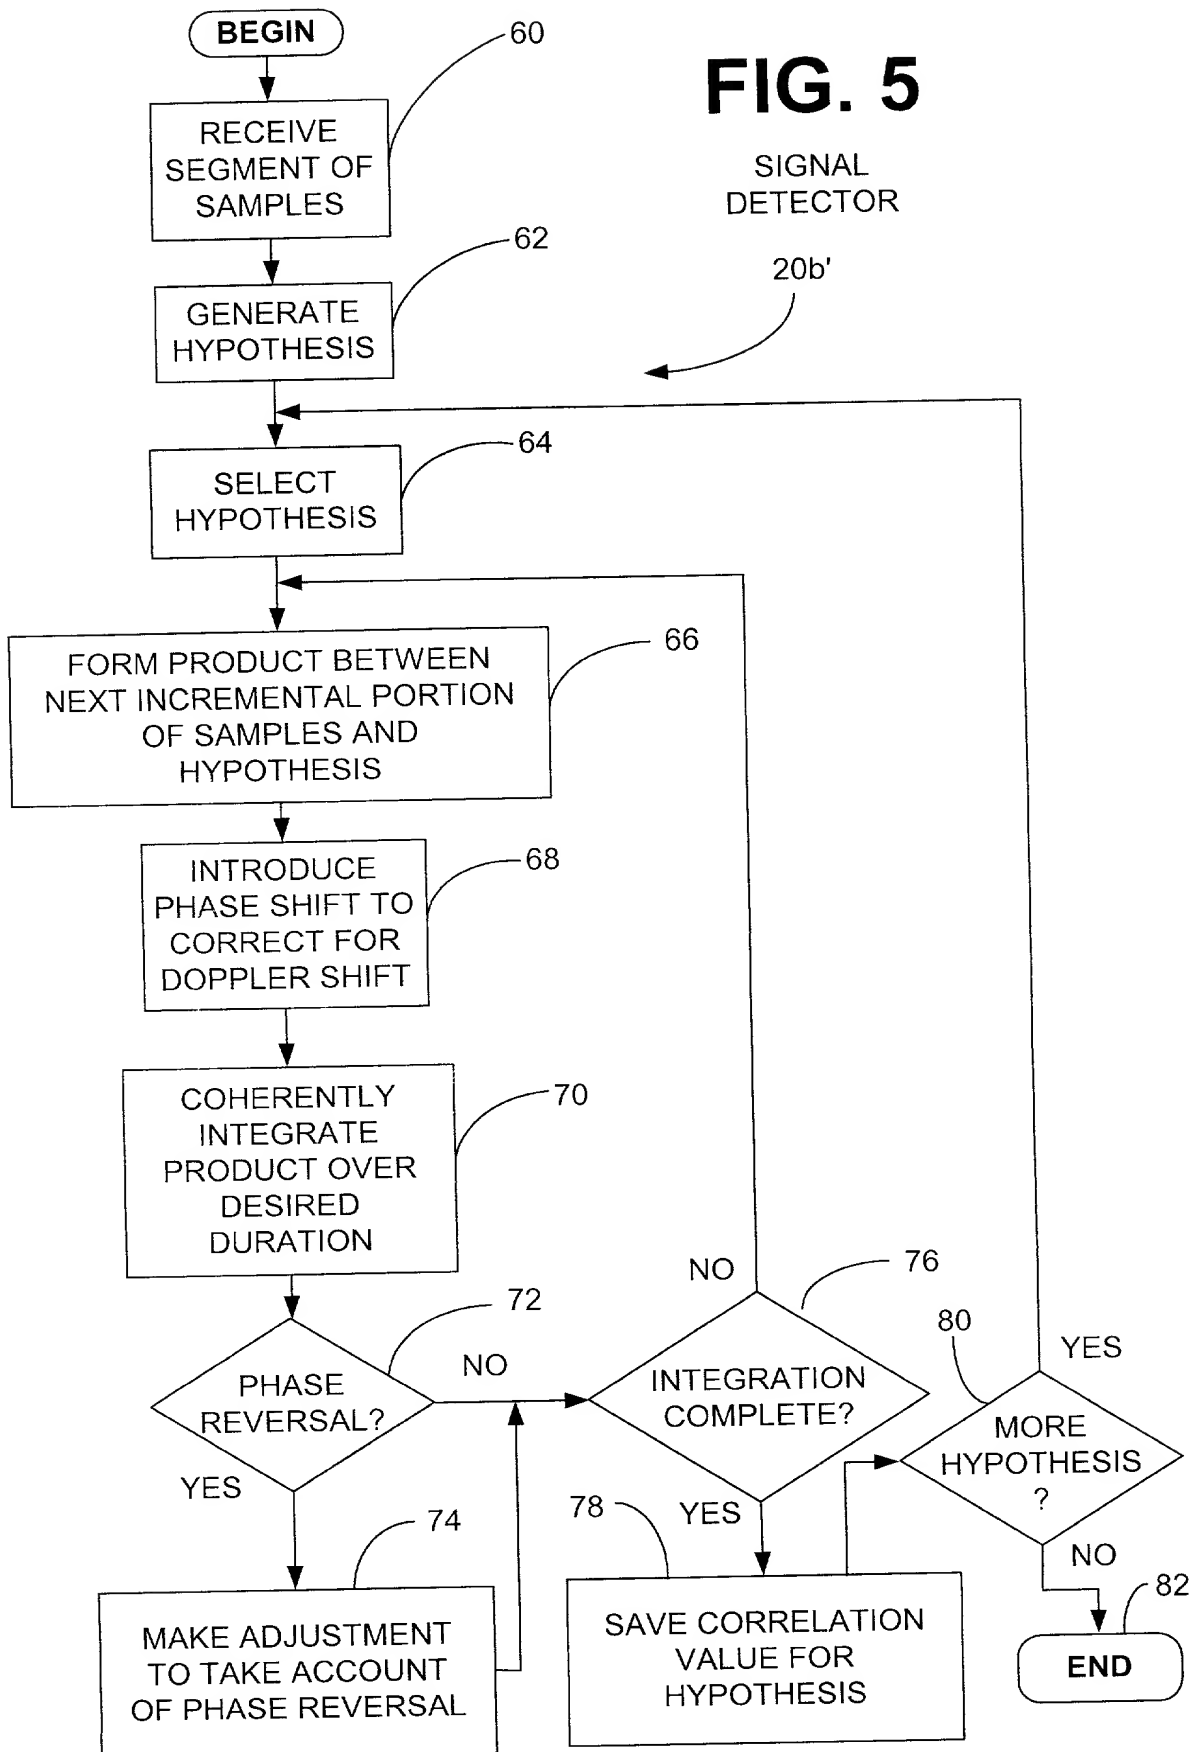 BEGIN
60
FIG. 5
SIGNAL
DETECTOR
20b'
RECEIVE
SEGMENT OF
SAMPLES
62
GENERATE
HYPOTHESIS
64
SELECT
HYPOTHESIS
66
FORM PRODUCT BETWEEN
NEXT INCREMENTAL PORTION
OF SAMPLES AND
HYPOTHESIS
68
INTRODUCE
PHASE SHIFT TO
CORRECT FOR
DOPPLER SHIFT
70
COHERENTLY
INTEGRATE
PRODUCT OVER
DESIRED
DURATION
72
PHASE
REVERSAL?
NO
YES
74
MAKE ADJUSTMENT
TO TAKE ACCOUNT
OF PHASE REVERSAL
76
NO
INTEGRATION
COMPLETE?
YES
78
SAVE CORRELATION
VALUE FOR
HYPOTHESIS
80
YES
MORE
HYPOTHESIS
?
NO
82
END